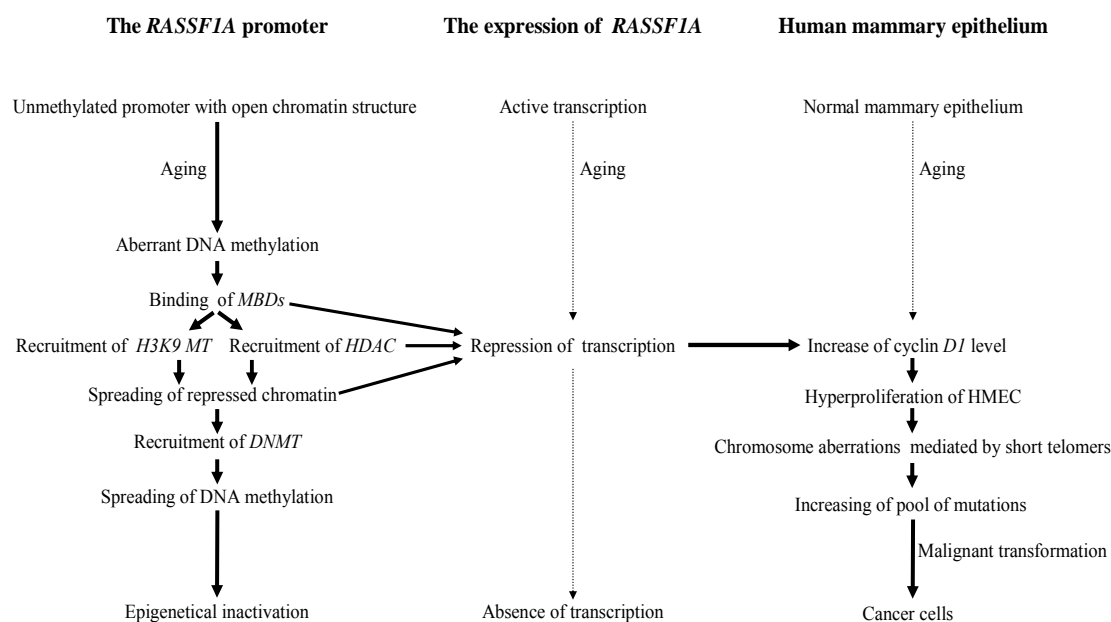 The RASSF1A promoter
The expression of RASSF1A
Human mammary epithelium
Unmethylated promoter with open chromatin structure
Active transcription
Normal mammary epithelium
Aging
Aging
Aging
Aberrant DNA methylation
Binding of MBDs
Recruitment of H3K9 MT
Recruitment of HDAC
Repression of transcription
Increase of cyclin D1 level
Spreading of repressed chromatin
Hyperproliferation of HMEC
Recruitment of DNMT
Chromosome aberrations mediated by short telomers
Spreading of DNA methylation
Increasing of pool of mutations
Malignant transformation
Epigenetical inactivation
Absence of transcription
Cancer cells